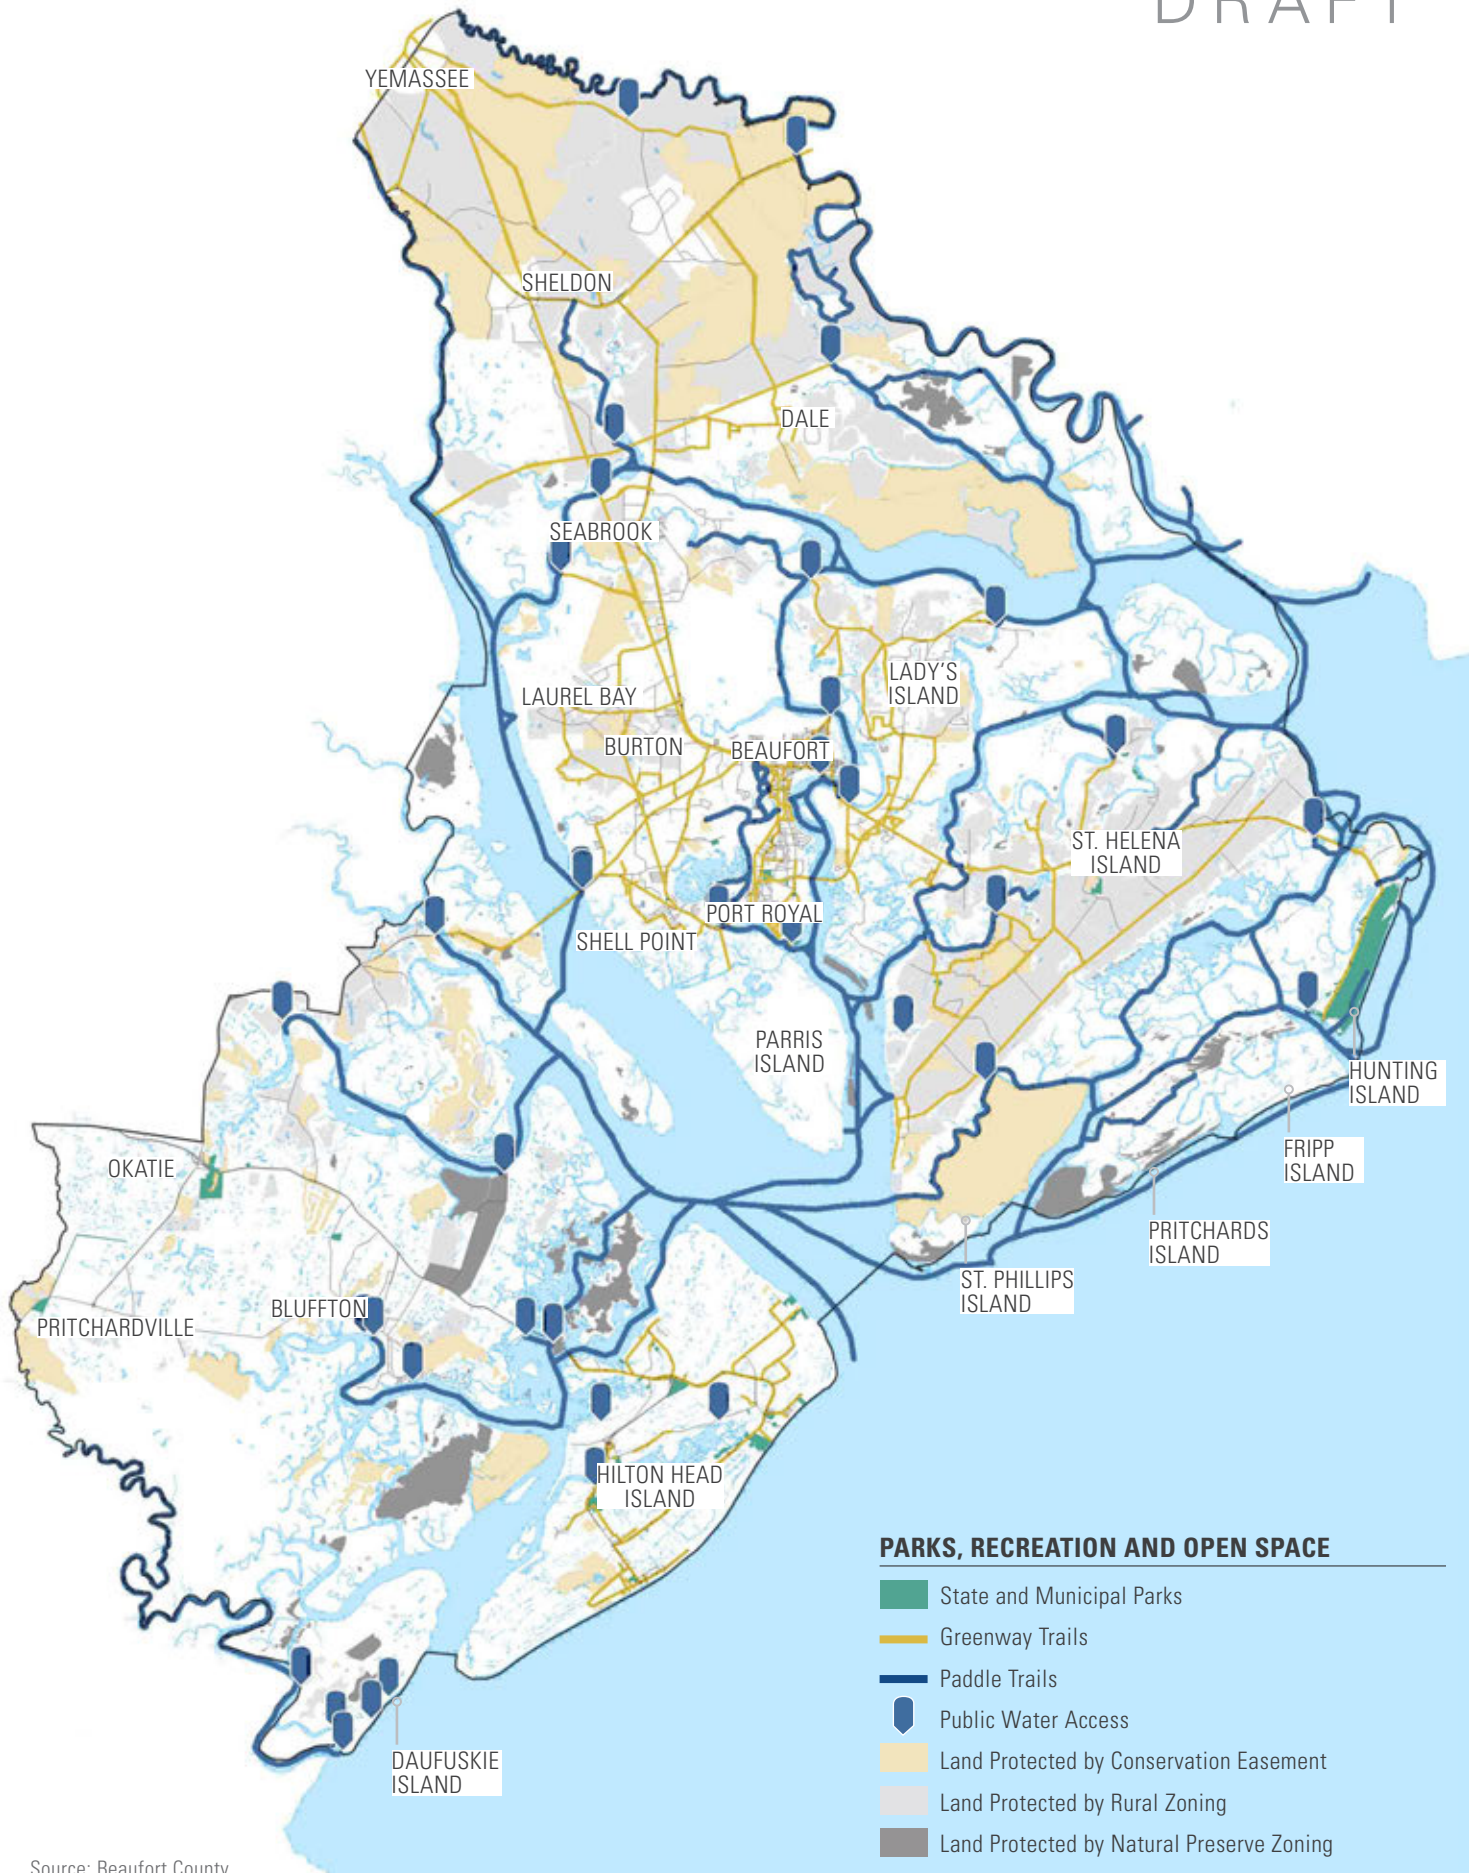 DRAFT
YEMASSEE
SHELDON
DALE
SEABROOK
LADY'S
ISLAND
LAUREL BAY
BURTON
BEAUFORT
ST. HELENA
ISLAND
PORT ROYAL
SHELL POINT
PARRIS
ISLAND
HUNTING
ISLAND
FRIPP
ISLAND
OKATIE
PRITCHARDS
ISLAND
ST. PHILLIPS
ISLAND
BLUFFTON
PRITCHARDVILLE
HILTON HEAD
ISLAND
DAUFUSKIE
ISLAND
PARKS, RECREATION AND OPEN SPACE
State and Municipal Parks
Greenway Trails
Paddle Trails
Public Water Access
Land Protected by Conservation Easement
Land Protected by Rural Zoning
Land Protected by Natural Preserve Zoning
Source: Beaufort County